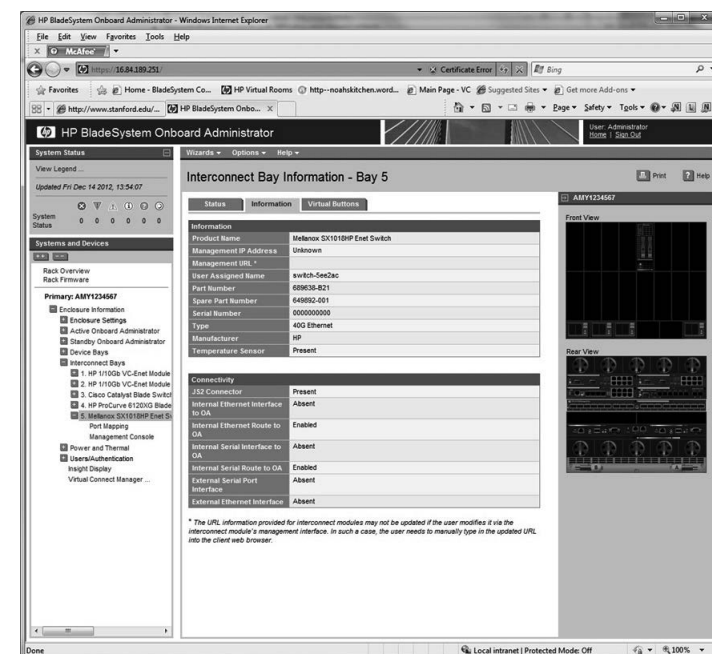 HP BladeSystem Onboard Administrator - Windows Internet Explorer
File Edit View Favorites Tools Help
X McAfee
https://16.84.189.251/ Certificate Error Bing
Favorites Home - BladeSystem Co... HP Virtual Rooms http--noahskitchen.word... Main Page - VC Suggested Sites Get more Add-ons
http://www.stanford.edu/... HP BladeSystem Onbo... X Page Safety Tools
HP BladeSystem Onboard Administrator
User: Administrator
Home | Sign Out
System Status
View Legend ...
Updated Fri Dec 14 2012, 13:54:07
System Status 0 0 0 0 0 0
Systems and Devices
Rack Overview
Rack Firmware
Primary: AMY1234567
Enclosure Information
Enclosure Settings
Active Onboard Administrator
Standby Onboard Administrator
Device Bays
Interconnect Bays
1. HP 1/10Gb VC-Enet Module
2. HP 1/10Gb VC-Enet Module
3. Cisco Catalyst Blade Switch
4. HP ProCurve 6120XG Blade
5. Mellanox SX1018HP Enet S
Port Mapping
Management Console
Power and Thermal
Users/Authentication
Insight Display
Virtual Connect Manager ...
Wizards Options Help
Interconnect Bay Information - Bay 5
Print Help
Status Information Virtual Buttons
Information
Product Name Mellanox SX1018HP Enet Switch
Management IP Address Unknown
Management URL *
User Assigned Name switch-5ee2ac
Part Number 689638-B21
Spare Part Number 649892-001
Serial Number 0000000000
Type 40G Ethernet
Manufacturer HP
Temperature Sensor Present
Connectivity
JS2 Connector Present
Internal Ethernet Interface to OA Absent
Internal Ethernet Route to OA Enabled
Internal Serial Interface to OA Absent
Internal Serial Route to OA Enabled
External Serial Port Interface Absent
External Ethernet Interface Absent
* The URL information provided for interconnect modules may not be updated if the user modifies it via the
interconnect module's management interface. In such a case, the user needs to manually type in the updated URL
into the client web browser.
AMY1234567
Front View
Rear View
Done Local intranet | Protected Mode: Off 100%